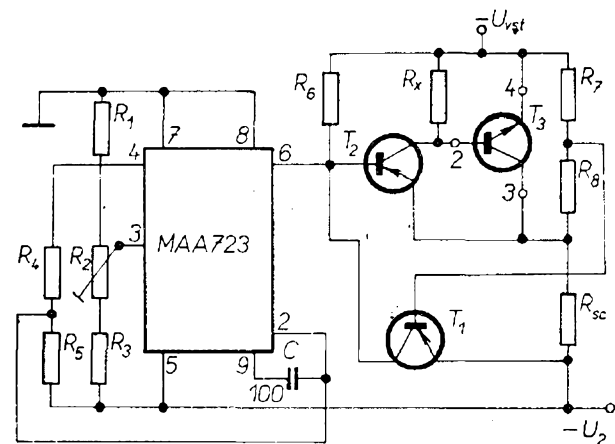 – U_vst
R6
Rx
4
R7
R1
7
8
T2
T3
4
6
2
R8
3
3
R4
R2
MAA723
T1
Rsc
2
R5
R3
5
9
C
100
–U2